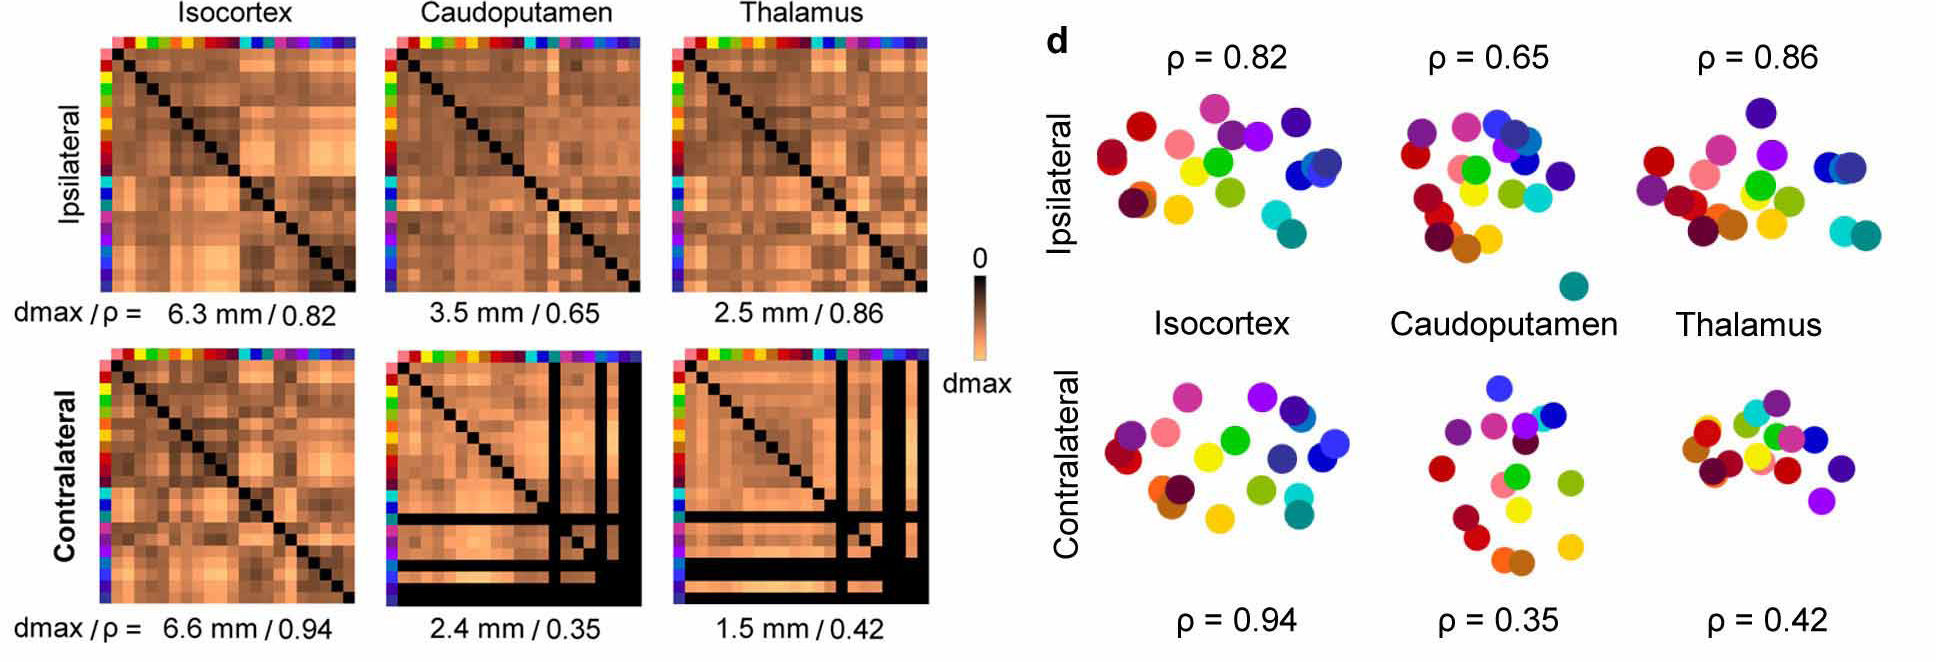 Isocortex Caudoputamen Thalamus
Ipsilateral
dmax / ρ = 6.3 mm / 0.82 3.5 mm / 0.65 2.5 mm / 0.86
0
dmax
Contralateral
dmax / ρ = 6.6 mm / 0.94 2.4 mm / 0.35 1.5 mm / 0.42
d
ρ = 0.82 ρ = 0.65 ρ = 0.86
Ipsilateral
Isocortex Caudoputamen Thalamus
Contralateral
ρ = 0.94 ρ = 0.35 ρ = 0.42